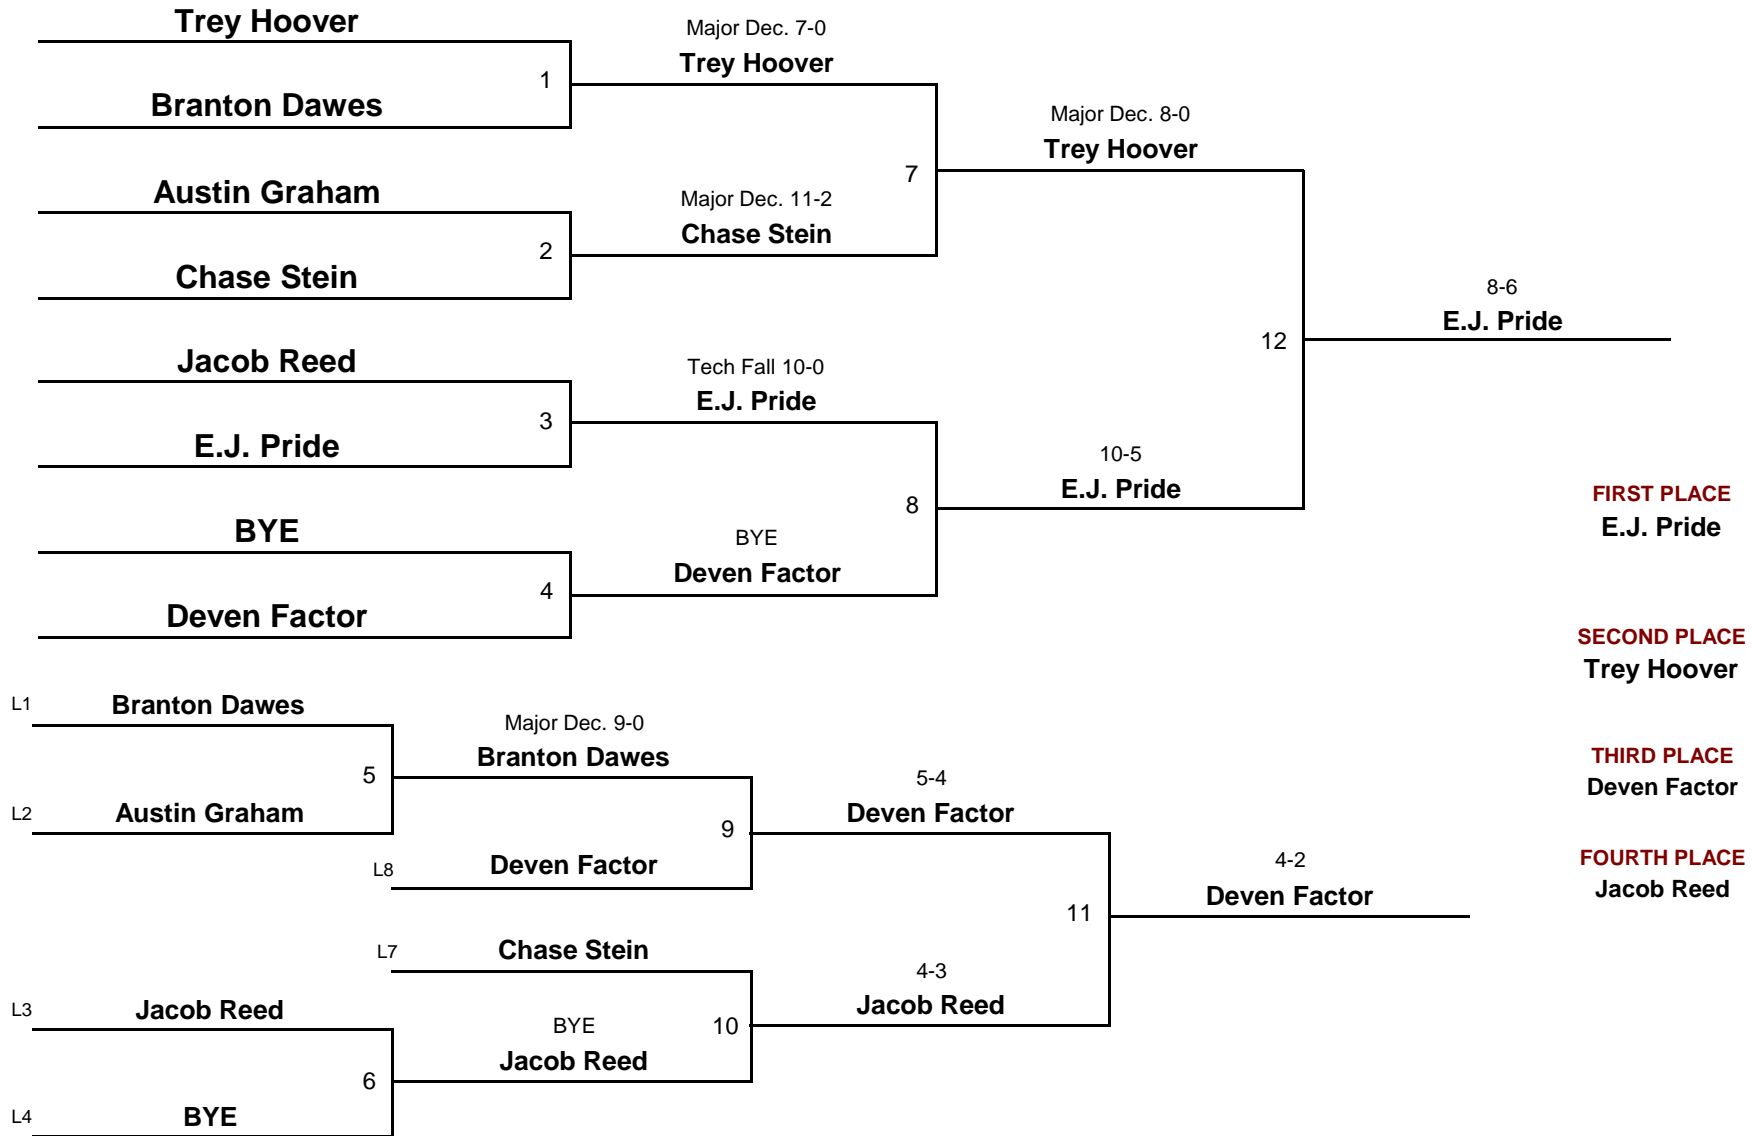 Trey Hoover
Major Dec. 7-0
Trey Hoover
1
Branton Dawes
Major Dec. 8-0
Trey Hoover
7
Austin Graham
Major Dec. 11-2
Chase Stein
2
Chase Stein
8-6
E.J. Pride
12
Jacob Reed
Tech Fall 10-0
E.J. Pride
3
E.J. Pride
10-5
E.J. Pride
8
BYE
BYE
Deven Factor
4
Deven Factor
FIRST PLACE
E.J. Pride
SECOND PLACE
Trey Hoover
THIRD PLACE
Deven Factor
FOURTH PLACE
Jacob Reed
L1 Branton Dawes
Major Dec. 9-0
Branton Dawes
5
L2 Austin Graham
5-4
Deven Factor
9
L8 Deven Factor
4-2
Deven Factor
11
L7 Chase Stein
4-3
Jacob Reed
L3 Jacob Reed
BYE
10
Jacob Reed
6
L4 BYE